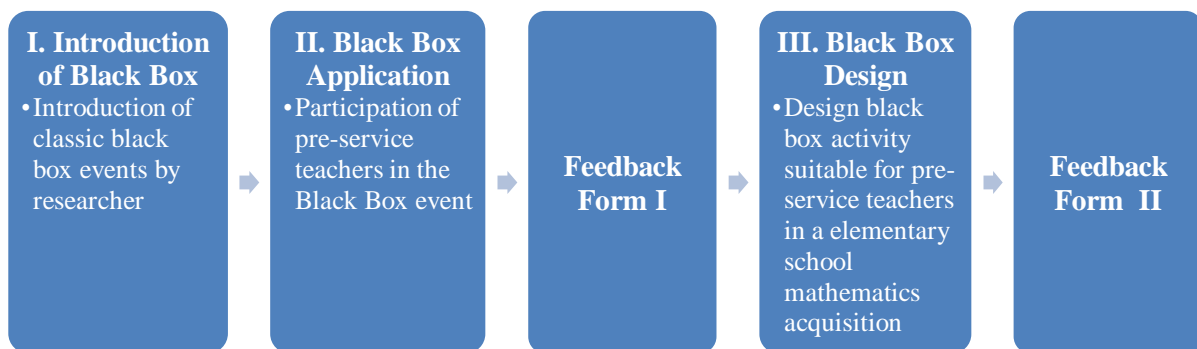 I. Introduction
of Black Box
•Introduction of
classic black
box events by
researcher
II. Black Box
Application
•Participation of
pre-service
teachers in the
Black Box event
Feedback
Form I
III. Black Box
Design
•Design black
box activity
suitable for pre-
service teachers
in a elementary
school
mathematics
acquisition
Feedback
Form II